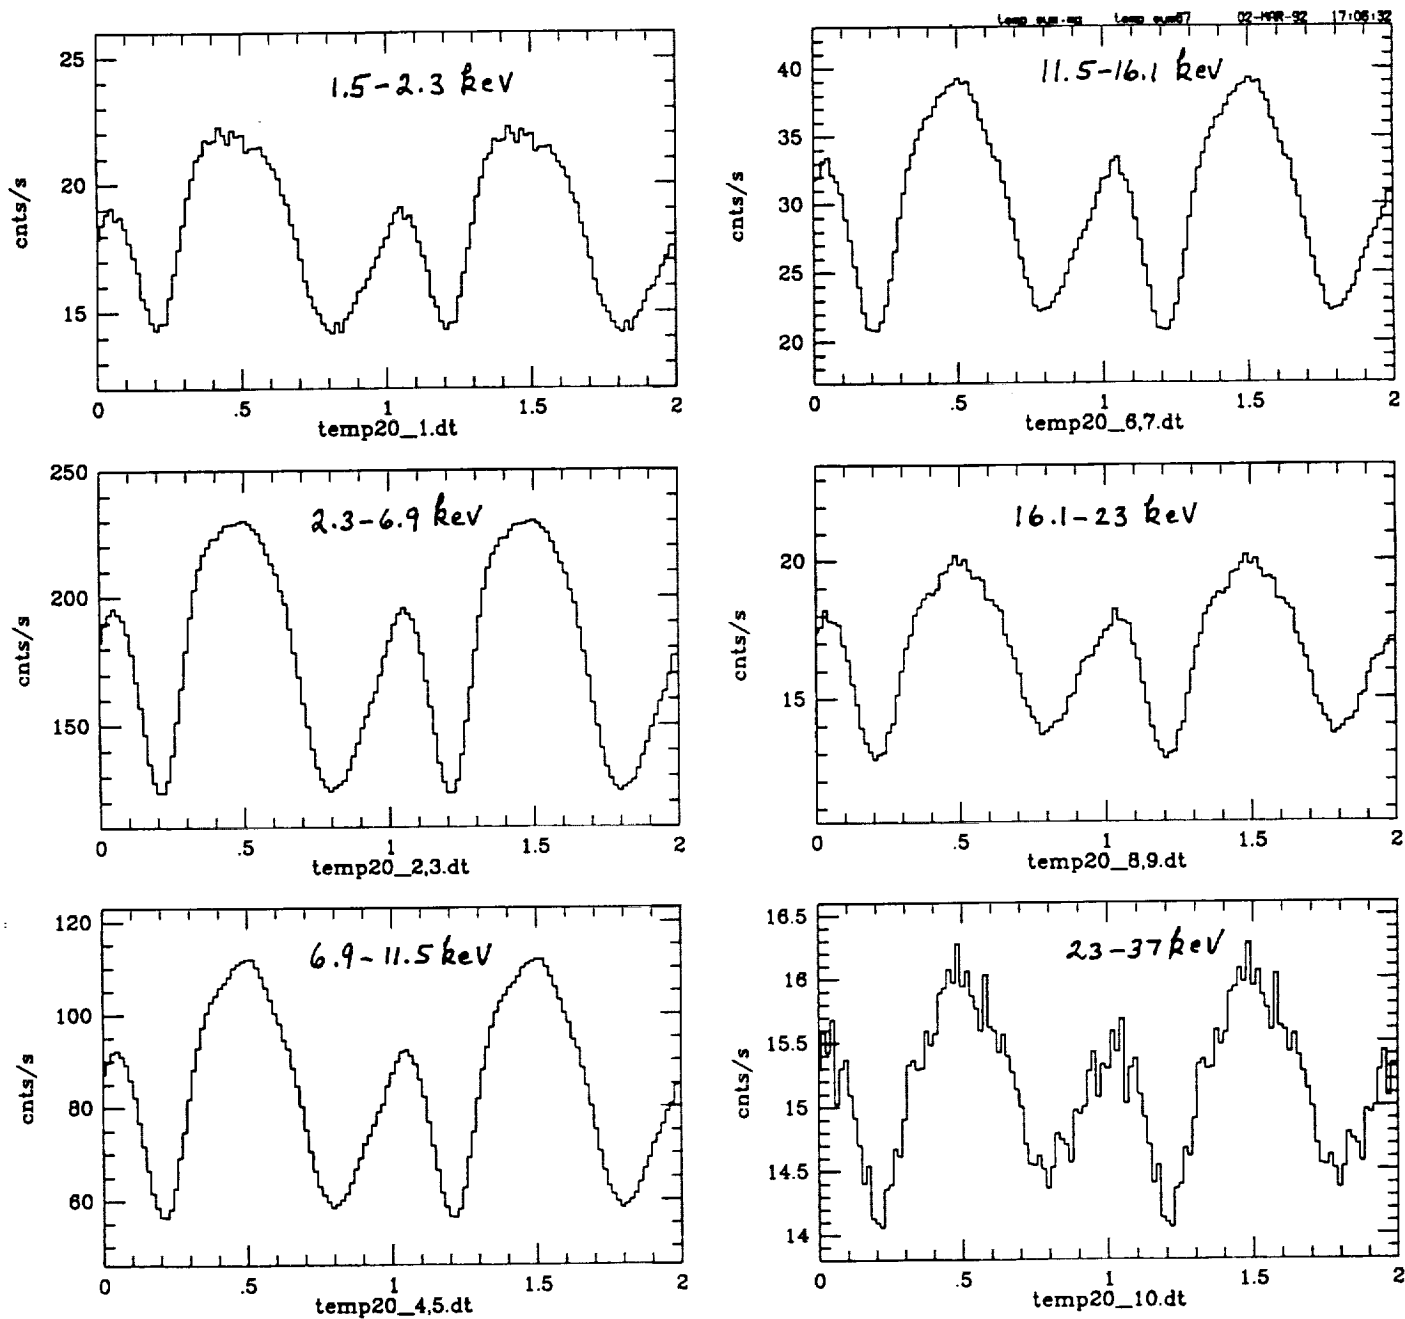 02-MAR-92 17:06:32
25
20
15
cnts/s
1.5-2.3 keV
0 .5 1 1.5 2
temp20_1.dt
40
35
30
25
20
cnts/s
11.5-16.1 keV
0 .5 1 1.5 2
temp20_6,7.dt
250
200
150
cnts/s
2.3-6.9 keV
0 .5 1 1.5 2
temp20_2,3.dt
20
15
cnts/s
16.1-23 keV
0 .5 1 1.5 2
temp20_8,9.dt
120
100
80
60
cnts/s
6.9-11.5 keV
0 .5 1 1.5 2
temp20_4,5.dt
16.5
16
15.5
15
14.5
14
cnts/s
23-37 keV
0 .5 1 1.5 2
temp20_10.dt